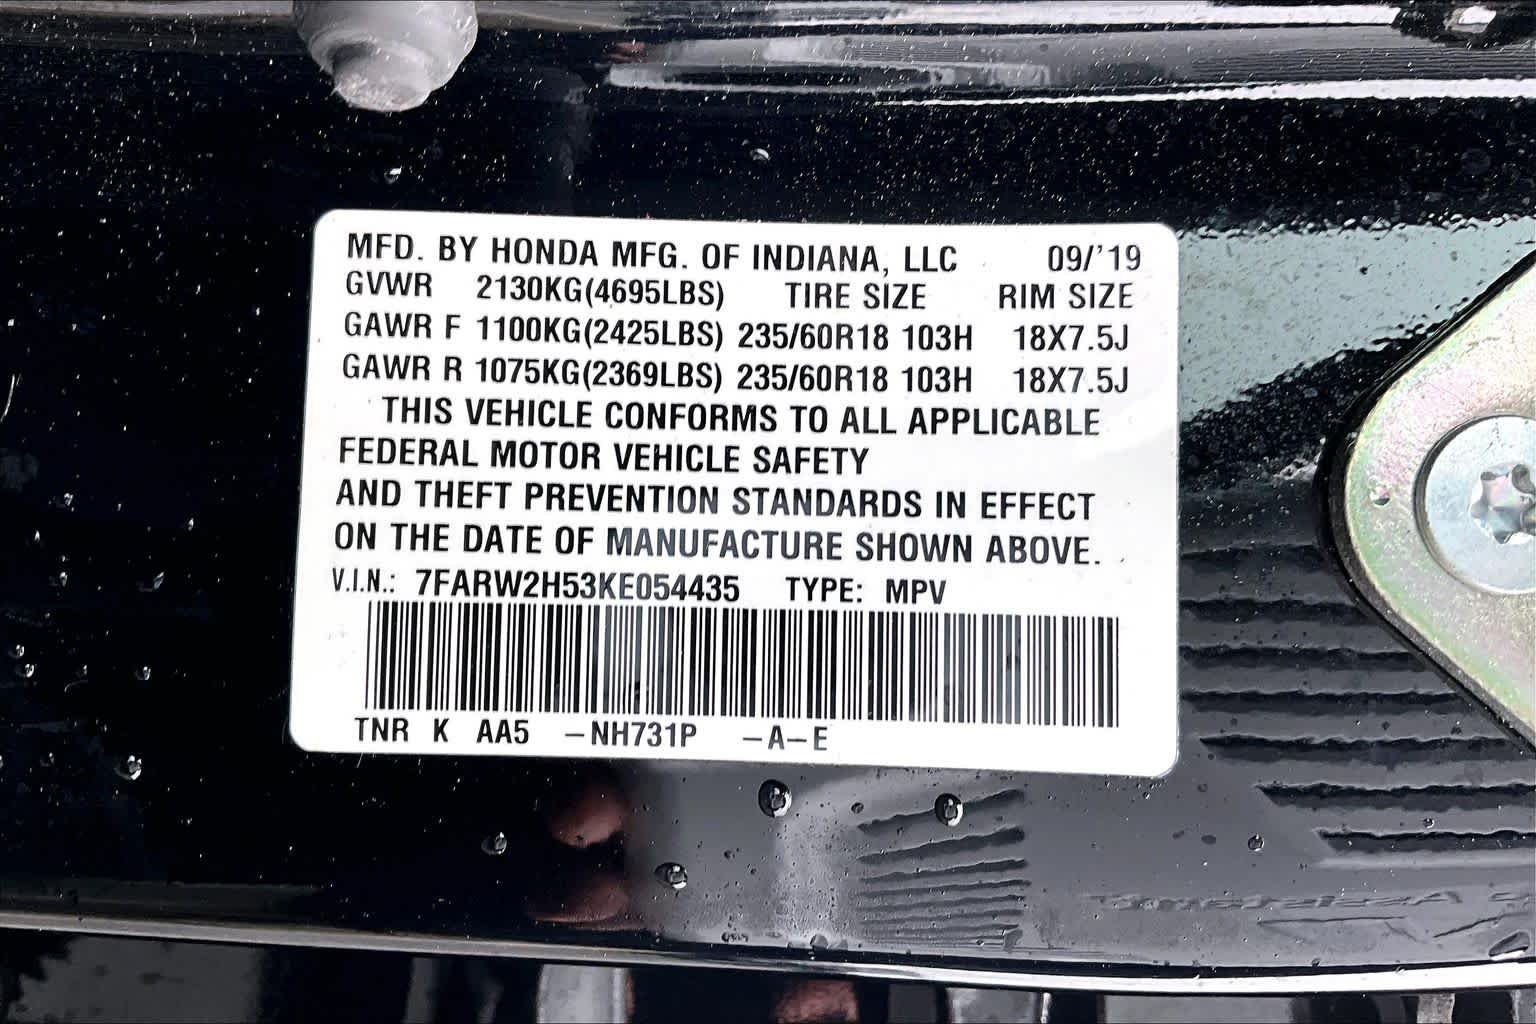 MFD. BY HONDA MFG. OF INDIANA, LLC 09/'19
GVWR 2130KG(4695LBS) TIRE SIZE RIM SIZE
GAWR F 1100KG(2425LBS) 235/60R18 103H 18X7.5J
GAWR R 1075KG(2369LBS) 235/60R18 103H 18X7.5J
THIS VEHICLE CONFORMS TO ALL APPLICABLE
FEDERAL MOTOR VEHICLE SAFETY
AND THEFT PREVENTION STANDARDS IN EFFECT
ON THE DATE OF MANUFACTURE SHOWN ABOVE.
V.I.N.: 7FARW2H53KE054435 TYPE: MPV
TNR K AA5 –NH731P –A–E